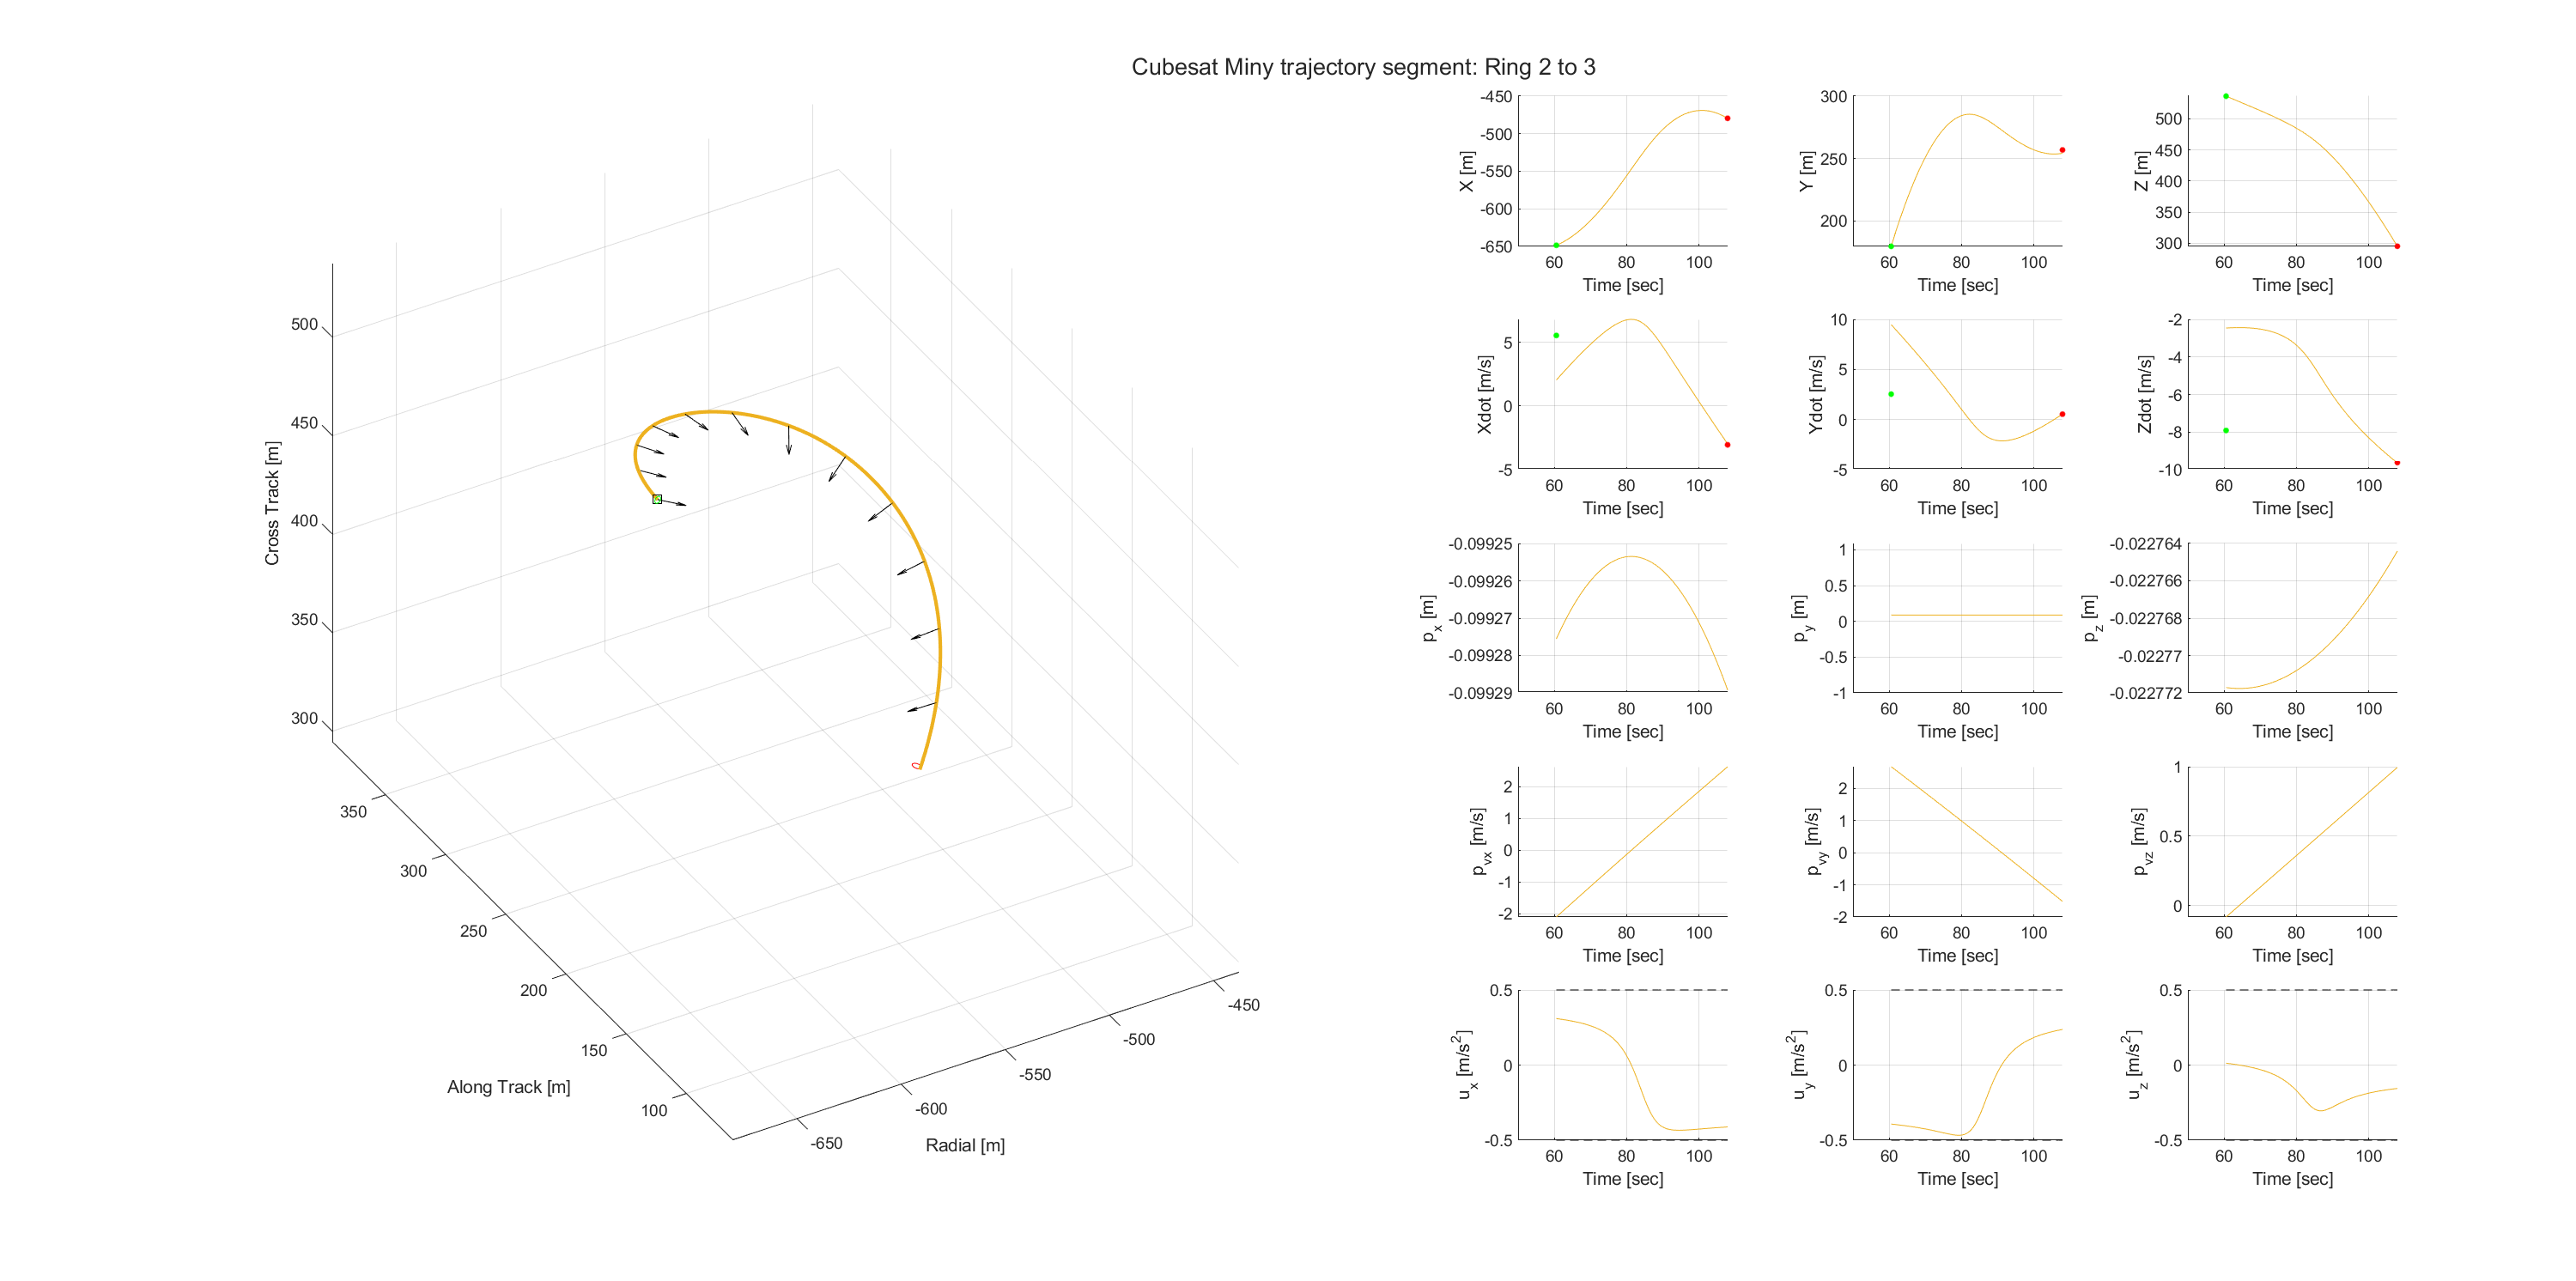 Cubesat Miny trajectory segment: Ring 2 to 3
500
450
400
350
300
Cross Track [m]
350
300
250
200
150
100
Along Track [m]
-650
-600
-550
-500
-450
Radial [m]
-450
-500
-550
-600
-650
X [m]
60 80 100
Time [sec]
300
250
200
Y [m]
60 80 100
Time [sec]
500
450
400
350
300
Z [m]
60 80 100
Time [sec]
5
0
-5
Xdot [m/s]
60 80 100
Time [sec]
10
5
0
-5
Ydot [m/s]
60 80 100
Time [sec]
-2
-4
-6
-8
-10
Zdot [m/s]
60 80 100
Time [sec]
-0.09925
-0.09926
-0.09927
-0.09928
-0.09929
p_x [m]
60 80 100
Time [sec]
1
0.5
0
-0.5
-1
p_y [m]
60 80 100
Time [sec]
-0.022764
-0.022766
-0.022768
-0.02277
-0.022772
p_z [m]
60 80 100
Time [sec]
2
1
0
-1
-2
p_vx [m/s]
60 80 100
Time [sec]
2
1
0
-1
-2
p_vy [m/s]
60 80 100
Time [sec]
1
0.5
0
p_vz [m/s]
60 80 100
Time [sec]
0.5
0
-0.5
u_x [m/s²]
60 80 100
Time [sec]
0.5
0
-0.5
u_y [m/s²]
60 80 100
Time [sec]
0.5
0
-0.5
u_z [m/s²]
60 80 100
Time [sec]